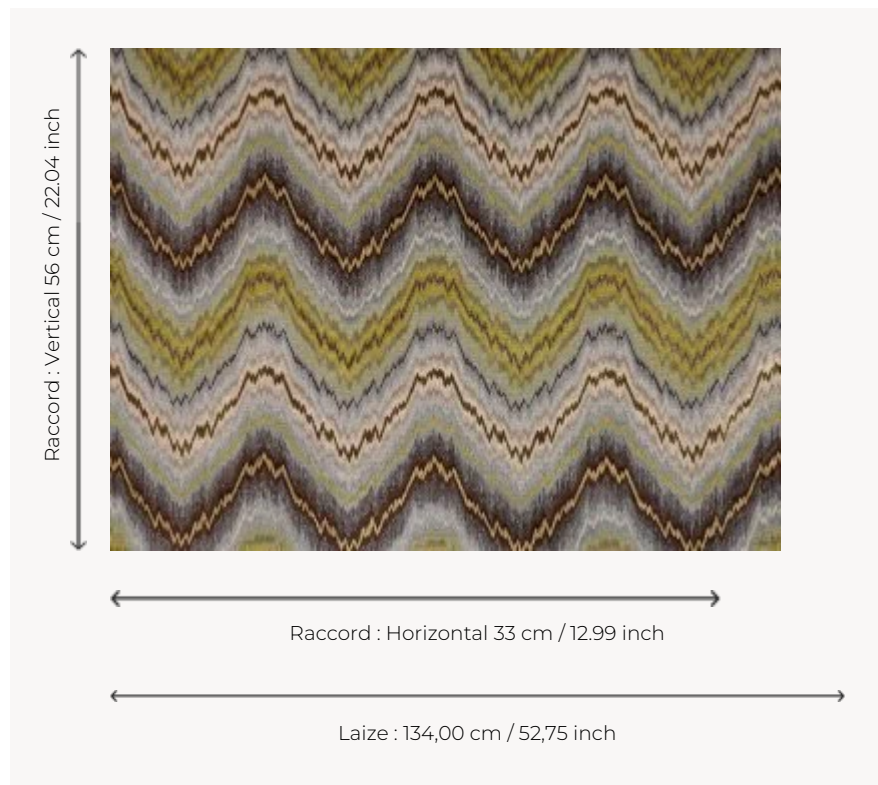 Raccord : Vertical 56 cm / 22.04 inch
Raccord : Horizontal 33 cm / 12.99 inch
Laize : 134,00 cm / 52,75 inch